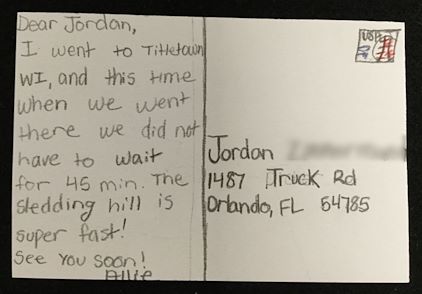 Dear Jordan,
I went to Titletown
WI, and this time
when we went
there we did not
have to wait
for 45 min. The
sledding hill is
super fast!
See you soon!
Allie
Jordan
1487 Truck Rd
Orlando, FL 54785